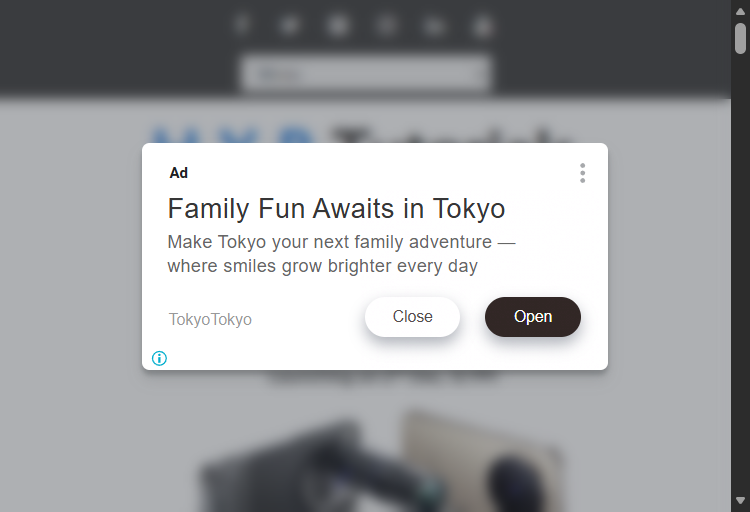 Ad
Family Fun Awaits in Tokyo
Make Tokyo your next family adventure —
where smiles grow brighter every day
TokyoTokyo
Close
Open